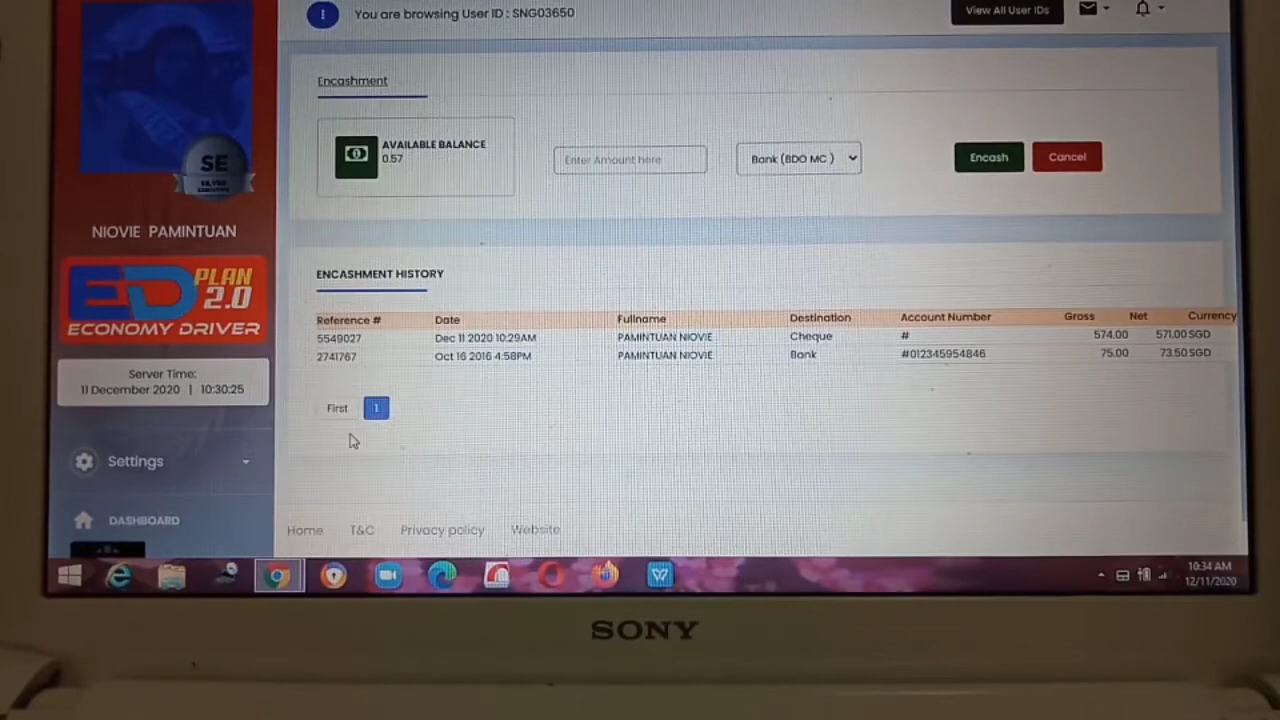 You are browsing User ID : SNG03650
View All User IDs
Encashment
AVAILABLE BALANCE
0.57
Enter Amount here
Bank (BDO MC )
Encash
Cancel
SE
SILVER
EXECUTIVE
NIOVIE PAMINTUAN
ED PLAN 2.0
ECONOMY DRIVER
Server Time:
11 December 2020 | 10:30:25
Settings
DASHBOARD
ENCASHMENT HISTORY
Reference # Date Fullname Destination Account Number Gross Net Currency
5549027 Dec 11 2020 10:29AM PAMINTUAN NIOVIE Cheque # 574.00 571.00 SGD
2741767 Oct 16 2016 4:58PM PAMINTUAN NIOVIE Bank #012345954846 75.00 73.50 SGD
First 1
Home T&C Privacy policy Website
10:34 AM
12/11/2020
SONY